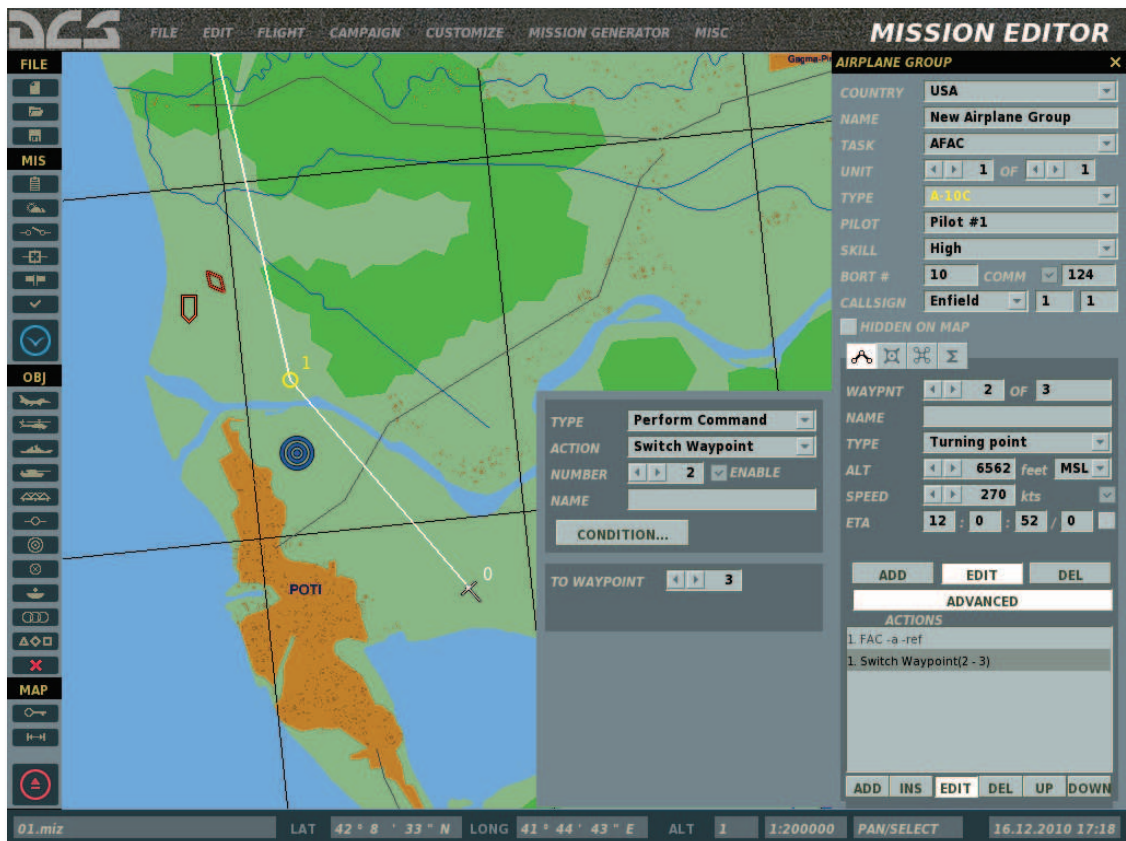 DCS FILE EDIT FLIGHT CAMPAIGN CUSTOMIZE MISSION GENERATOR MISC MISSION EDITOR
FILE
MIS
OBJ
MAP
1
0
POTI
AIRPLANE GROUP ×
COUNTRY USA
NAME New Airplane Group
TASK AFAC
UNIT 1 OF 1
TYPE A-10C
PILOT Pilot #1
SKILL High
BORT # 10 COMM 124
CALLSIGN Enfield 1 1
HIDDEN ON MAP
Σ
WAYPNT 2 OF 3
NAME
TYPE Turning point
ALT 6562 feet MSL
SPEED 270 kts
ETA 12 : 0 : 52 / 0
ADD EDIT DEL
ADVANCED
ACTIONS
1. FAC -a -ref
1. Switch Waypoint(2 - 3)
ADD INS EDIT DEL UP DOWN
TYPE Perform Command
ACTION Switch Waypoint
NUMBER 2 ENABLE
NAME
CONDITION...
TO WAYPOINT 3
01.miz LAT 42 ° 8 ' 33 " N LONG 41 ° 44 ' 43 " E ALT 1 1:200000 PAN/SELECT 16.12.2010 17:18